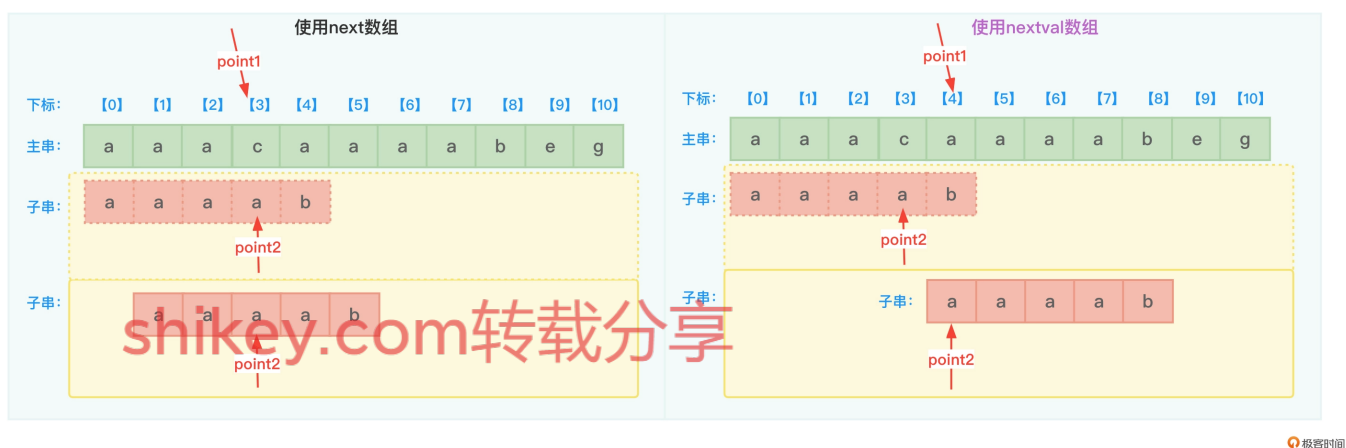 使用next数组
point1
下标: 【0】 【1】 【2】 【3】 【4】 【5】 【6】 【7】 【8】 【9】 【10】
主串: a a a c a a a a b e g
子串: a a a a b
point2
子串: a a a a b
point2
使用nextval数组
point1
下标: 【0】 【1】 【2】 【3】 【4】 【5】 【6】 【7】 【8】 【9】 【10】
主串: a a a c a a a a b e g
子串: a a a a b
point2
子串: 子串: a a a a b
point2
shikey.com转载分享
极客时间